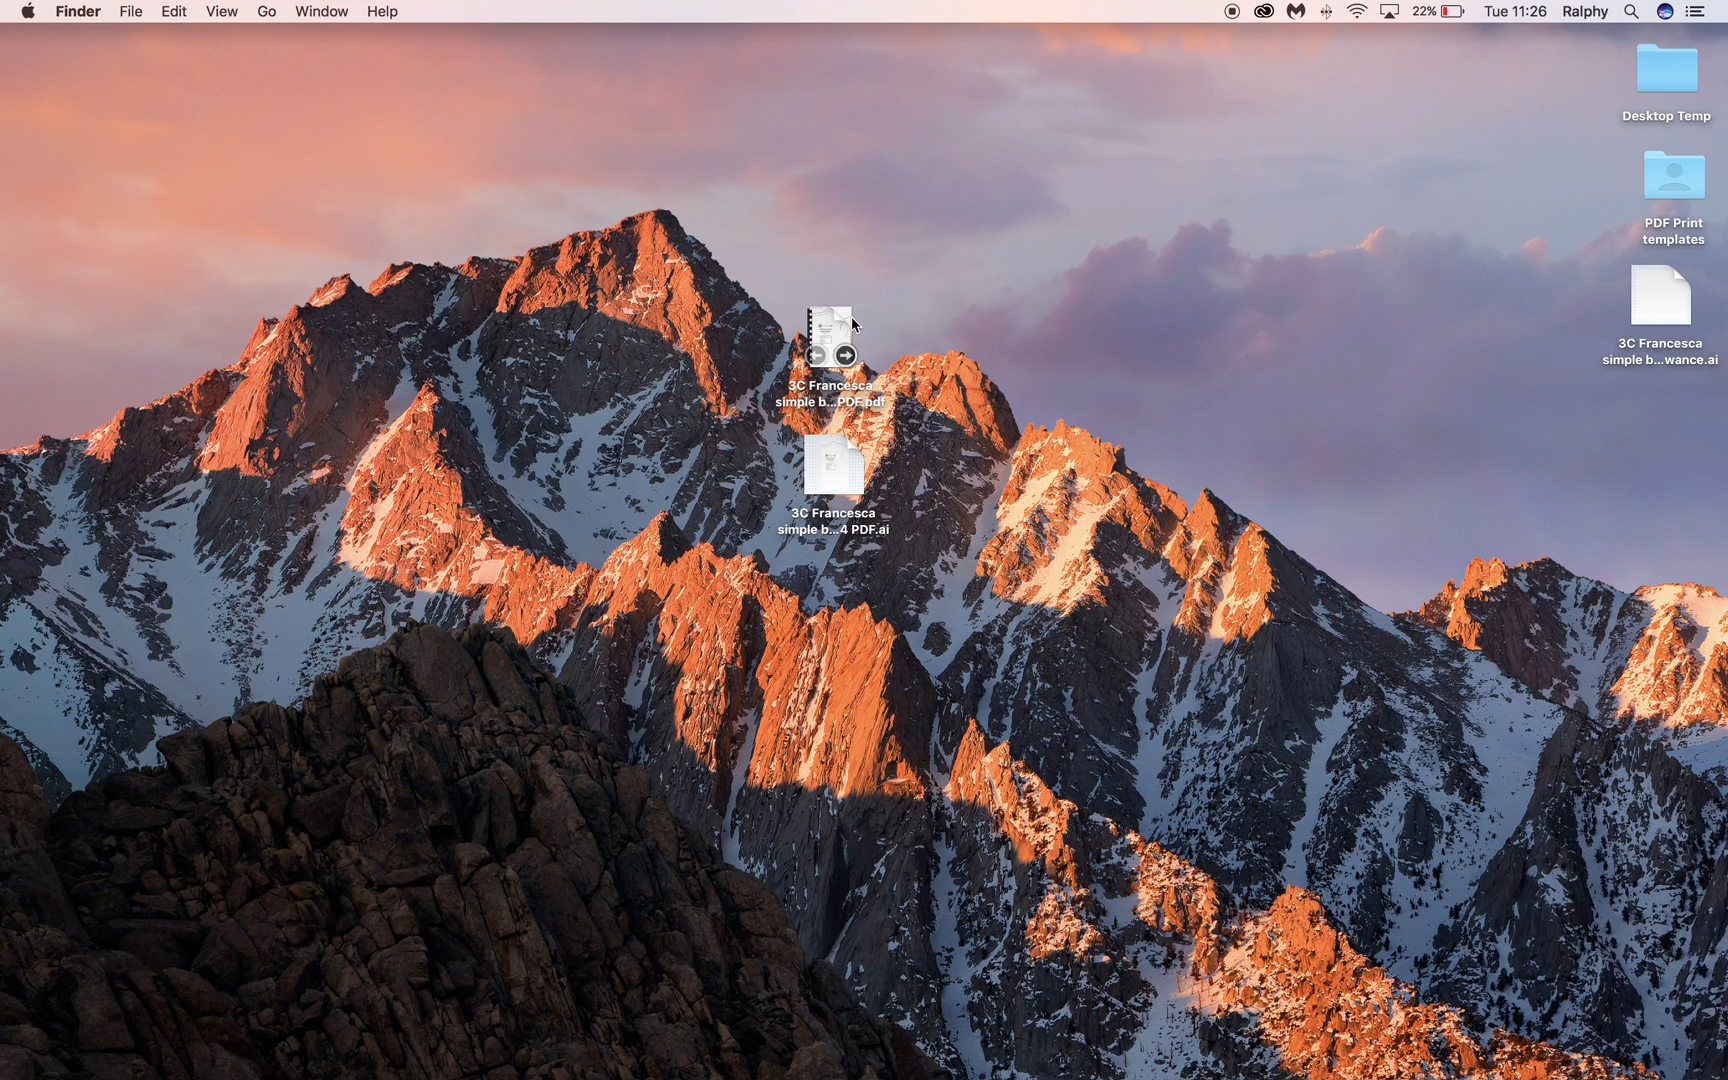 Finder File Edit View Go Window Help 22% Tue 11:26 Ralphy
Desktop Temp
PDF Print
templates
3C Francesca
simple b...wance.ai
3C Francesca
simple b...PDF.pdf
3C Francesca
simple b...4 PDF.ai